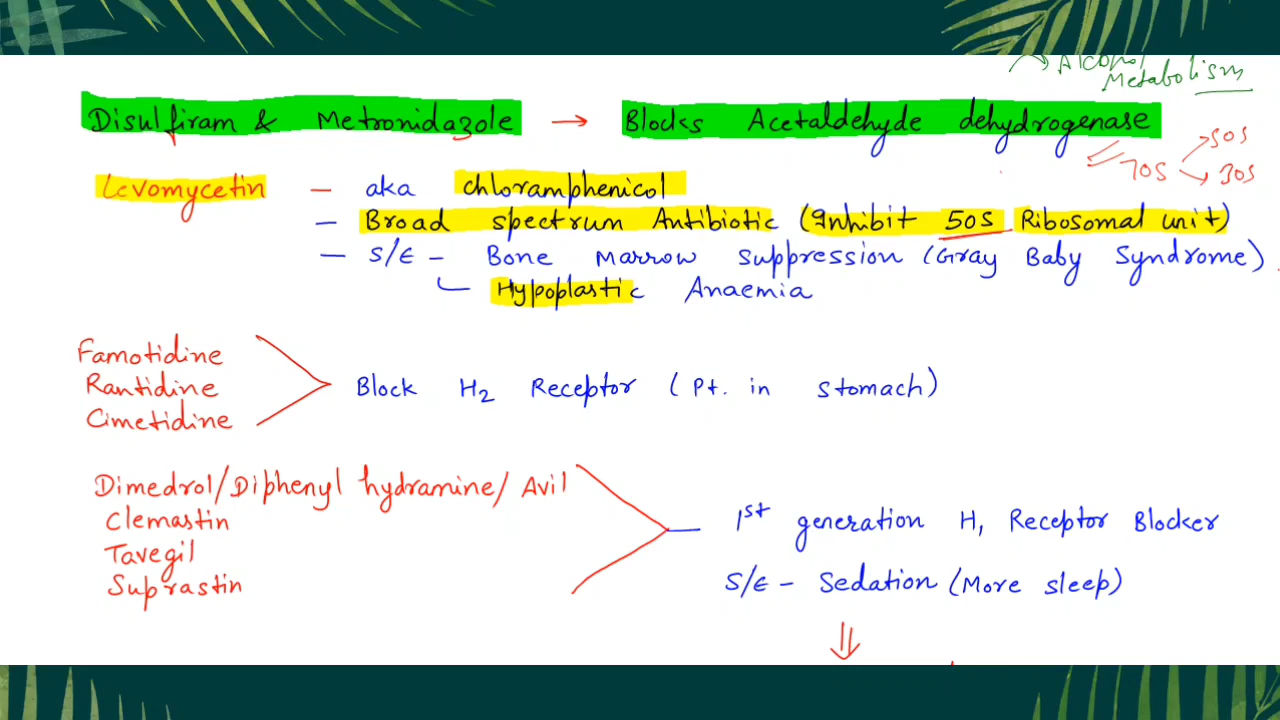 Alcohol
Metabolism
Disulfiram & Metronidazole → Blocks Acetaldehyde dehydrogenase
70S
50S
30S
Levomycetin — aka chloramphenicol
— Broad spectrum Antibiotic (Inhibit 50S Ribosomal unit)
— S/E - Bone Marrow Suppression (Gray Baby Syndrome)
Hypoplastic Anaemia
Famotidine
Rantidine
Cimetidine
Block H2 Receptor (Pt. in stomach)
Dimedrol/Diphenyl hydramine/ Avil
Clemastin
Tavegil
Suprastin
— 1st generation H1 Receptor Blocker
S/E - Sedation (More sleep)